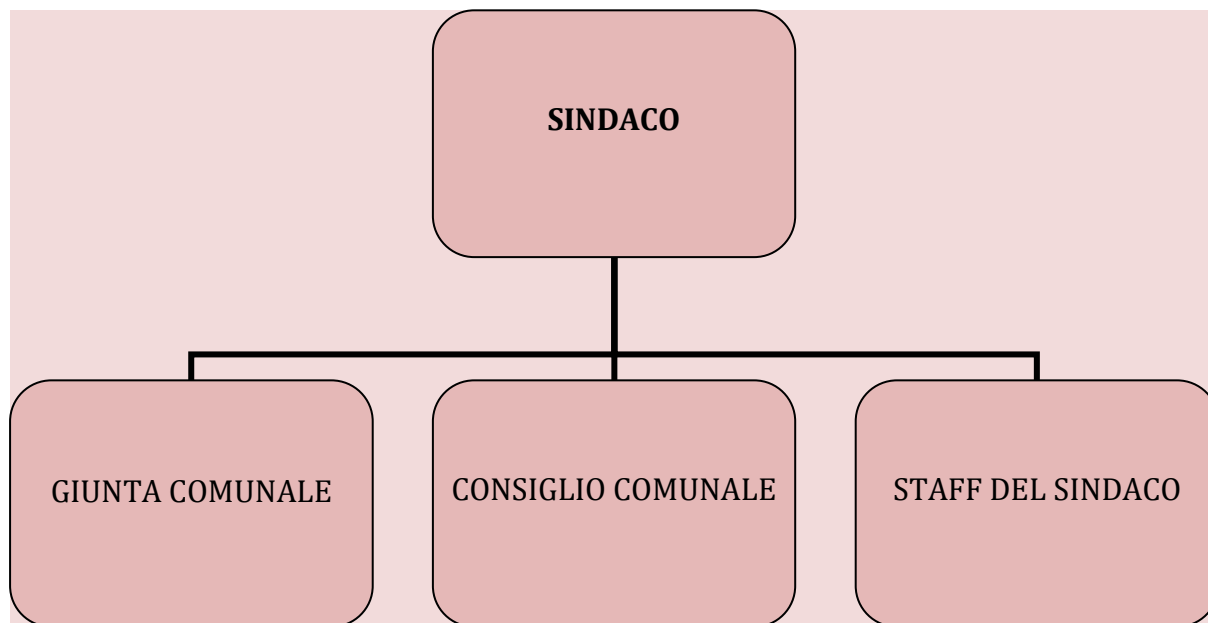 SINDACO
GIUNTA COMUNALE
CONSIGLIO COMUNALE
STAFF DEL SINDACO